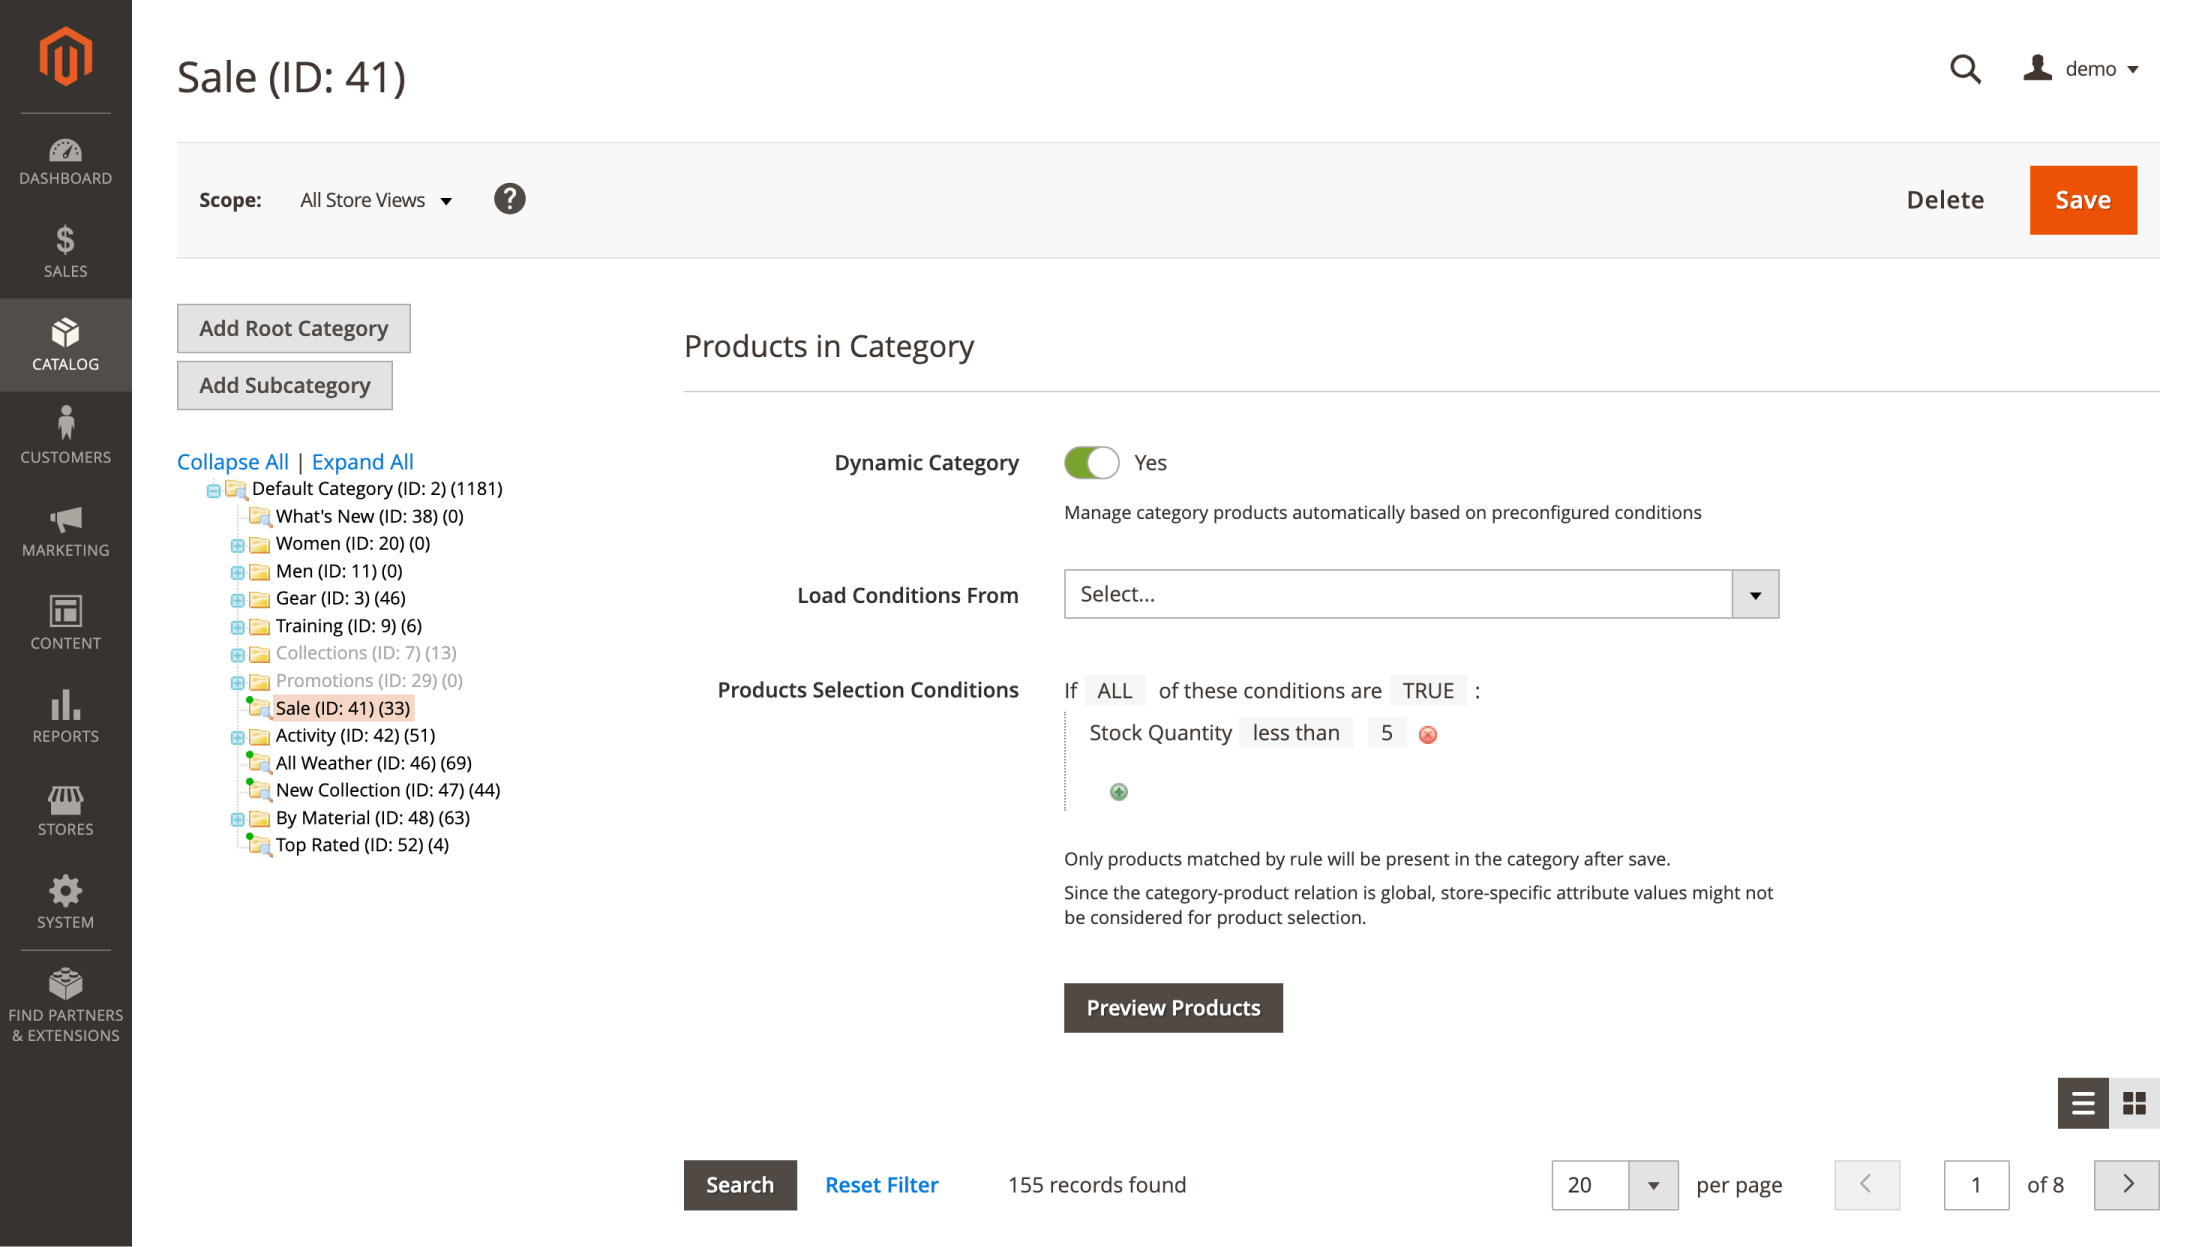 Sale (ID: 41)
demo
DASHBOARD
SALES
CATALOG
CUSTOMERS
MARKETING
CONTENT
REPORTS
STORES
SYSTEM
FIND PARTNERS
& EXTENSIONS
Scope: All Store Views ?
Delete Save
Add Root Category
Add Subcategory
Collapse All | Expand All
Default Category (ID: 2) (1181)
What's New (ID: 38) (0)
Women (ID: 20) (0)
Men (ID: 11) (0)
Gear (ID: 3) (46)
Training (ID: 9) (6)
Collections (ID: 7) (13)
Promotions (ID: 29) (0)
Sale (ID: 41) (33)
Activity (ID: 42) (51)
All Weather (ID: 46) (69)
New Collection (ID: 47) (44)
By Material (ID: 48) (63)
Top Rated (ID: 52) (4)
Products in Category
Dynamic Category Yes
Manage category products automatically based on preconfigured conditions
Load Conditions From Select...
Products Selection Conditions If ALL of these conditions are TRUE :
Stock Quantity less than 5
Only products matched by rule will be present in the category after save.
Since the category-product relation is global, store-specific attribute values might not
be considered for product selection.
Preview Products
Search Reset Filter 155 records found 20 per page 1 of 8